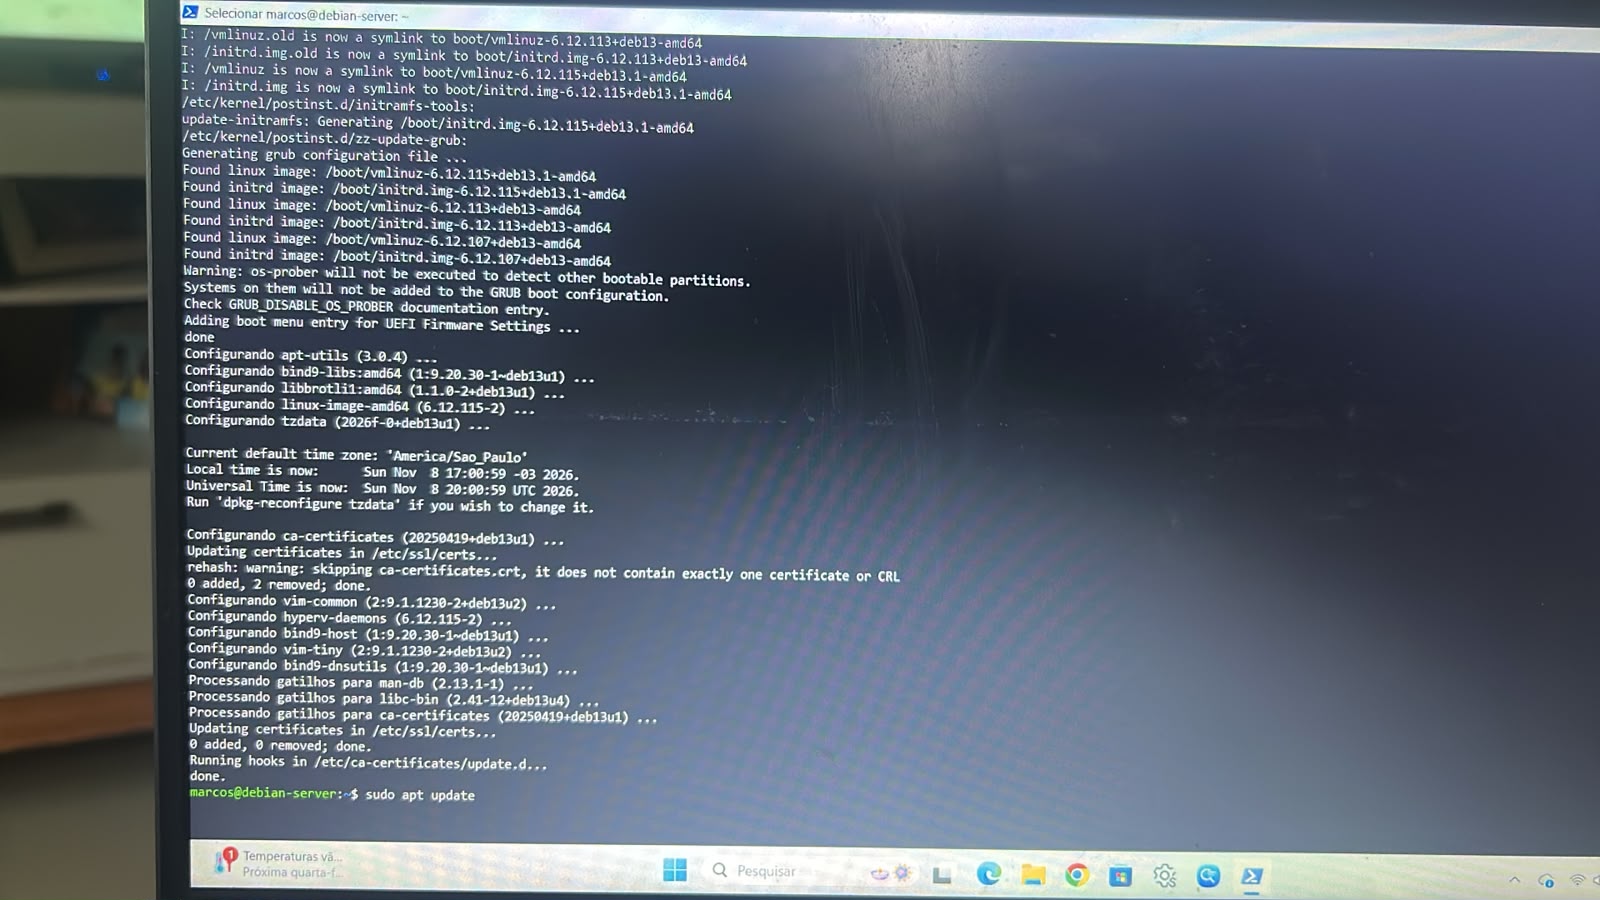 Selecionar marcos@debian-server: ~
I: /vmlinuz.old is now a symlink to boot/vmlinuz-6.12.113+deb13-amd64
I: /initrd.img.old is now a symlink to boot/initrd.img-6.12.113+deb13-amd64
I: /vmlinuz is now a symlink to boot/vmlinuz-6.12.115+deb13.1-amd64
I: /initrd.img is now a symlink to boot/initrd.img-6.12.115+deb13.1-amd64
/etc/kernel/postinst.d/initramfs-tools:
update-initramfs: Generating /boot/initrd.img-6.12.115+deb13.1-amd64
/etc/kernel/postinst.d/zz-update-grub:
Generating grub configuration file ...
Found linux image: /boot/vmlinuz-6.12.115+deb13.1-amd64
Found initrd image: /boot/initrd.img-6.12.115+deb13.1-amd64
Found linux image: /boot/vmlinuz-6.12.113+deb13-amd64
Found initrd image: /boot/initrd.img-6.12.113+deb13-amd64
Found linux image: /boot/vmlinuz-6.12.107+deb13-amd64
Found initrd image: /boot/initrd.img-6.12.107+deb13-amd64
Warning: os-prober will not be executed to detect other bootable partitions.
Systems on them will not be added to the GRUB boot configuration.
Check GRUB_DISABLE_OS_PROBER documentation entry.
Adding boot menu entry for UEFI Firmware Settings ...
done
Configurando apt-utils (3.0.4) ...
Configurando bind9-libs:amd64 (1:9.20.30-1~deb13u1) ...
Configurando libbrotli1:amd64 (1.1.0-2+deb13u1) ...
Configurando linux-image-amd64 (6.12.115-2) ...
Configurando tzdata (2026f-0+deb13u1) ...
Current default time zone: 'America/Sao_Paulo'
Local time is now:      Sun Nov  8 17:00:59 -03 2026.
Universal Time is now:  Sun Nov  8 20:00:59 UTC 2026.
Run 'dpkg-reconfigure tzdata' if you wish to change it.
Configurando ca-certificates (20250419+deb13u1) ...
Updating certificates in /etc/ssl/certs...
rehash: warning: skipping ca-certificates.crt, it does not contain exactly one certificate or CRL
0 added, 2 removed; done.
Configurando vim-common (2:9.1.1230-2+deb13u2) ...
Configurando hyperv-daemons (6.12.115-2) ...
Configurando bind9-host (1:9.20.30-1~deb13u1) ...
Configurando vim-tiny (2:9.1.1230-2+deb13u2) ...
Configurando bind9-dnsutils (1:9.20.30-1~deb13u1) ...
Processando gatilhos para man-db (2.13.1-1) ...
Processando gatilhos para libc-bin (2.41-12+deb13u4) ...
Processando gatilhos para ca-certificates (20250419+deb13u1) ...
Updating certificates in /etc/ssl/certs...
0 added, 0 removed; done.
Running hooks in /etc/ca-certificates/update.d...
done.
marcos@debian-server:~$ sudo apt update
1
Temperaturas vã...
Próxima quarta-f...
Pesquisar